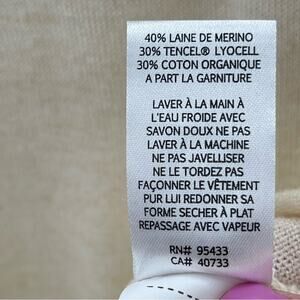 40% LAINE DE MERINO
30% TENCEL® LYOCELL
30% COTON ORGANIQUE
A PART LA GARNITURE
LAVER À LA MAIN À
L'EAU FROIDE AVEC
SAVON DOUX NE PAS
LAVER À LA MACHINE
NE PAS JAVELLISER
NE LE TORDEZ PAS
FAÇONNER LE VÊTEMENT
PUR LUI REDONNER SA
FORME SECHER À PLAT
REPASSAGE AVEC VAPEUR
RN# 95433
CA# 40733